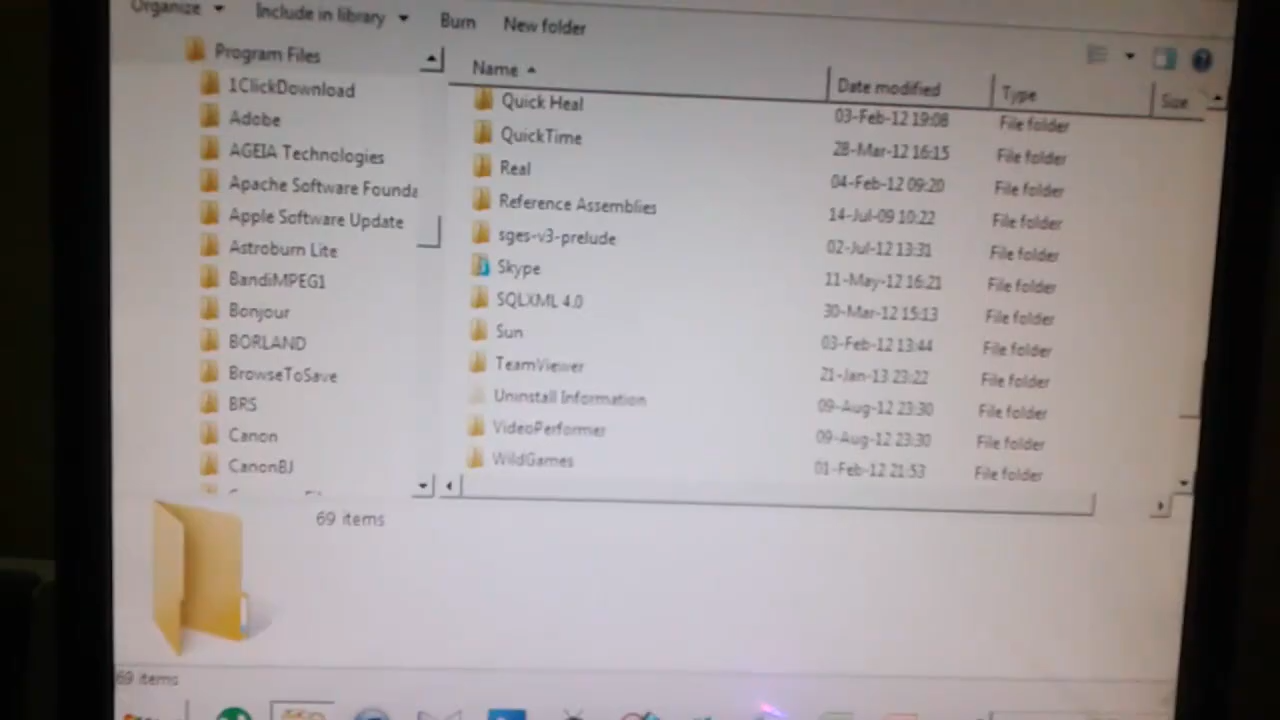 Organize Include in library Burn New folder
Program Files
1ClickDownload
Adobe
AGEIA Technologies
Apache Software Founda
Apple Software Update
Astroburn Lite
BandiMPEG1
Bonjour
BORLAND
BrowseToSave
BRS
Canon
CanonBJ
Name Date modified Type Size
Quick Heal 03-Feb-12 19:08 File folder
QuickTime 28-Mar-12 16:15 File folder
Real 04-Feb-12 09:20 File folder
Reference Assemblies 14-Jul-09 10:22 File folder
sges-v3-prelude 02-Jul-12 13:31 File folder
Skype 11-May-12 16:21 File folder
SQLXML 4.0 30-Mar-12 15:13 File folder
Sun 03-Feb-12 13:44 File folder
TeamViewer 21-Jan-13 23:22 File folder
Uninstall Information 09-Aug-12 23:30 File folder
VideoPerformer 09-Aug-12 23:30 File folder
WildGames 01-Feb-12 21:53 File folder
69 items
69 items